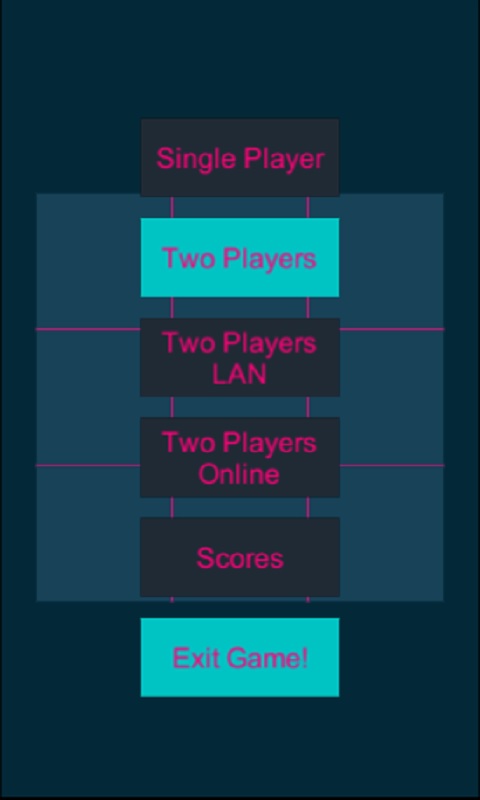 Single Player
Two Players
Two Players
LAN
Two Players
Online
Scores
Exit Game!